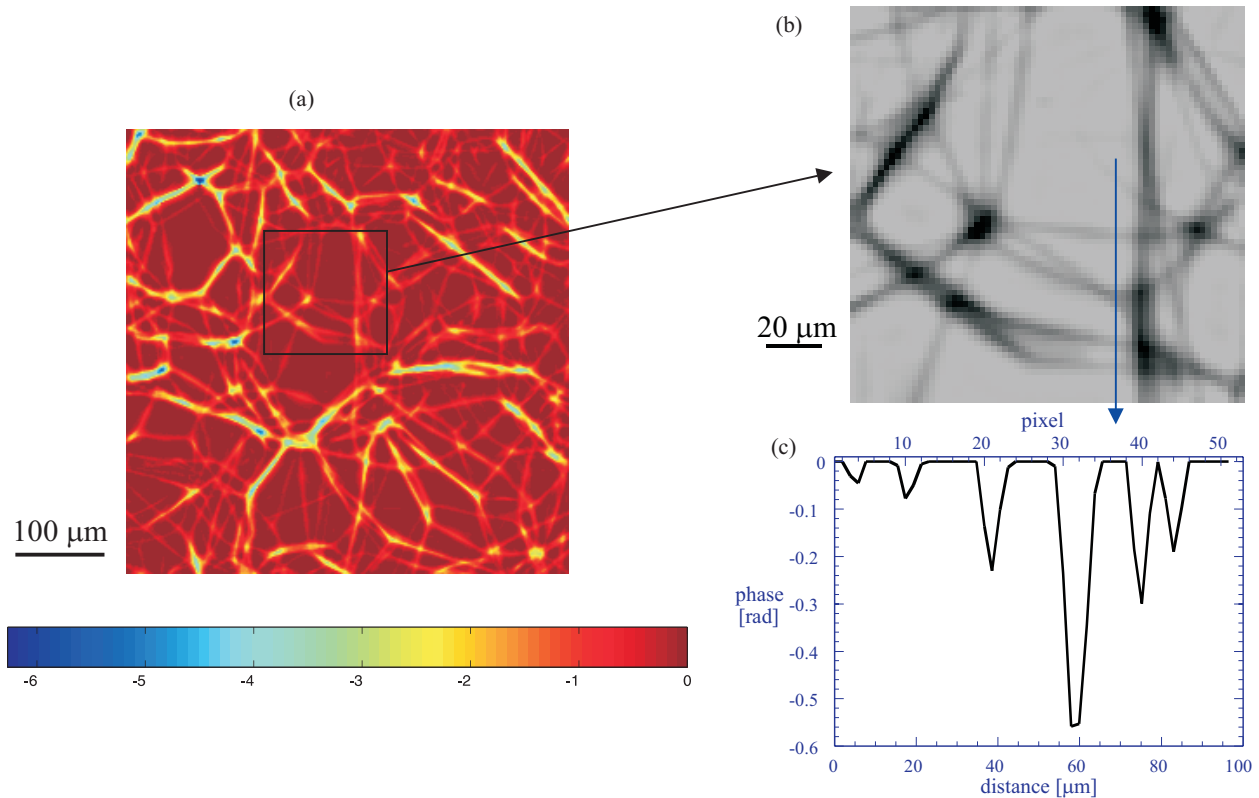 (a)
(b)
100 μm
20 μm
-6 -5 -4 -3 -2 -1 0
(c)
pixel
10 20 30 40 50
0
-0.1
-0.2
-0.3
-0.4
-0.5
-0.6
phase
[rad]
0 20 40 60 80 100
distance [μm]